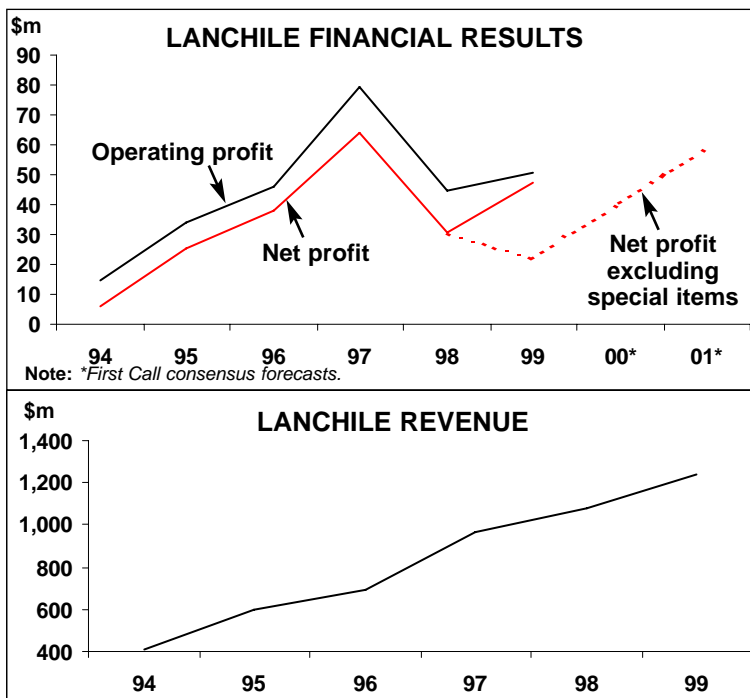 $m
LANCHILE FINANCIAL RESULTS
90
80
70
60
50
40
30
20
10
0
Operating profit
Net profit
Net profit
excluding
special items
94 95 96 97 98 99 00* 01*
Note: *First Call consensus forecasts.
$m
LANCHILE REVENUE
1,400
1,200
1,000
800
600
400
94 95 96 97 98 99